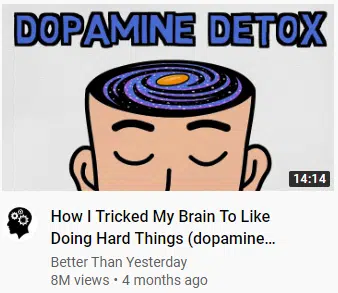 DOPAMINE DETOX
14:14
How I Tricked My Brain To Like
Doing Hard Things (dopamine...
Better Than Yesterday
8M views • 4 months ago